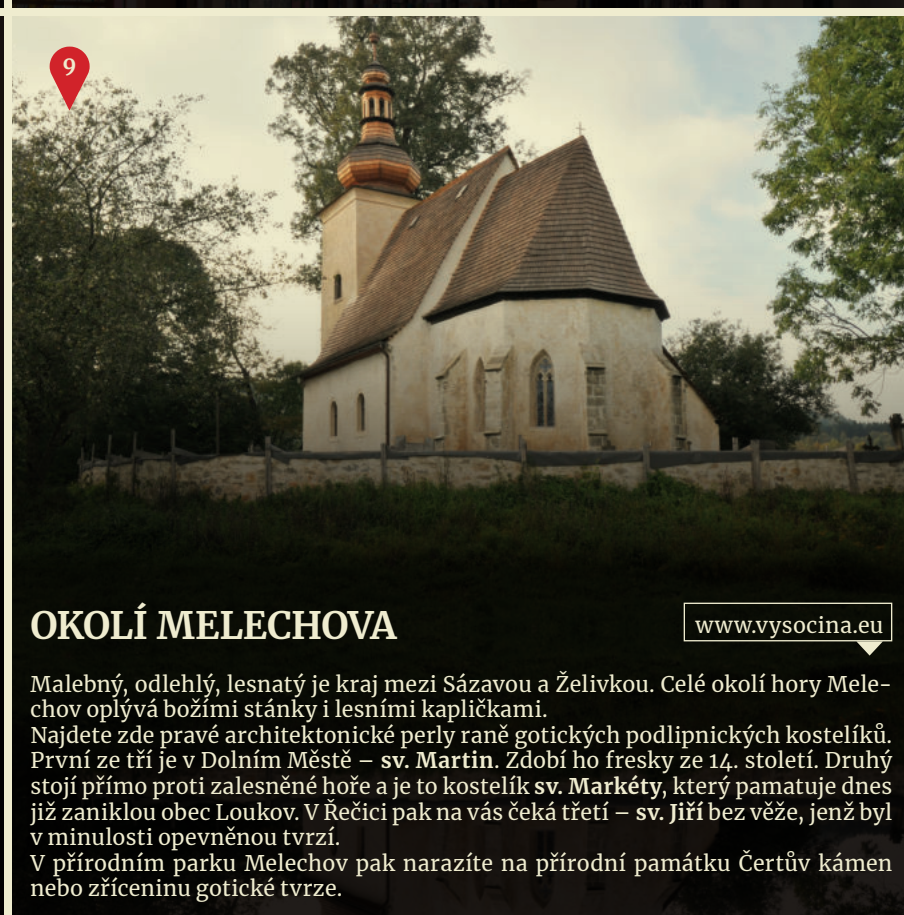 9
OKOLÍ MELECHOVA
www.vysocina.eu
Malebný, odlehlý, lesnatý je kraj mezi Sázavou a Želivkou. Celé okolí hory Mele-
chov oplývá božími stánky i lesními kapličkami.
Najdete zde pravé architektonické perly raně gotických podlipnických kostelíků.
První ze tří je v Dolním Městě – sv. Martin. Zdobí ho fresky ze 14. století. Druhý
stojí přímo proti zalesněné hoře a je to kostelík sv. Markéty, který pamatuje dnes
již zaniklou obec Loukov. V Řečici pak na vás čeká třetí – sv. Jiří bez věže, jenž byl
v minulosti opevněnou tvrzí.
V přírodním parku Melechov pak narazíte na přírodní památku Čertův kámen
nebo zříceninu gotické tvrze.